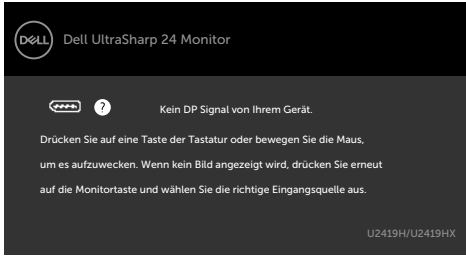 DELL
Dell UltraSharp 24 Monitor
? Kein DP Signal von Ihrem Gerät.
Drücken Sie auf eine Taste der Tastatur oder bewegen Sie die Maus,
um es aufzuwecken. Wenn kein Bild angezeigt wird, drücken Sie erneut
auf die Monitortaste und wählen Sie die richtige Eingangsquelle aus.
U2419H/U2419HX